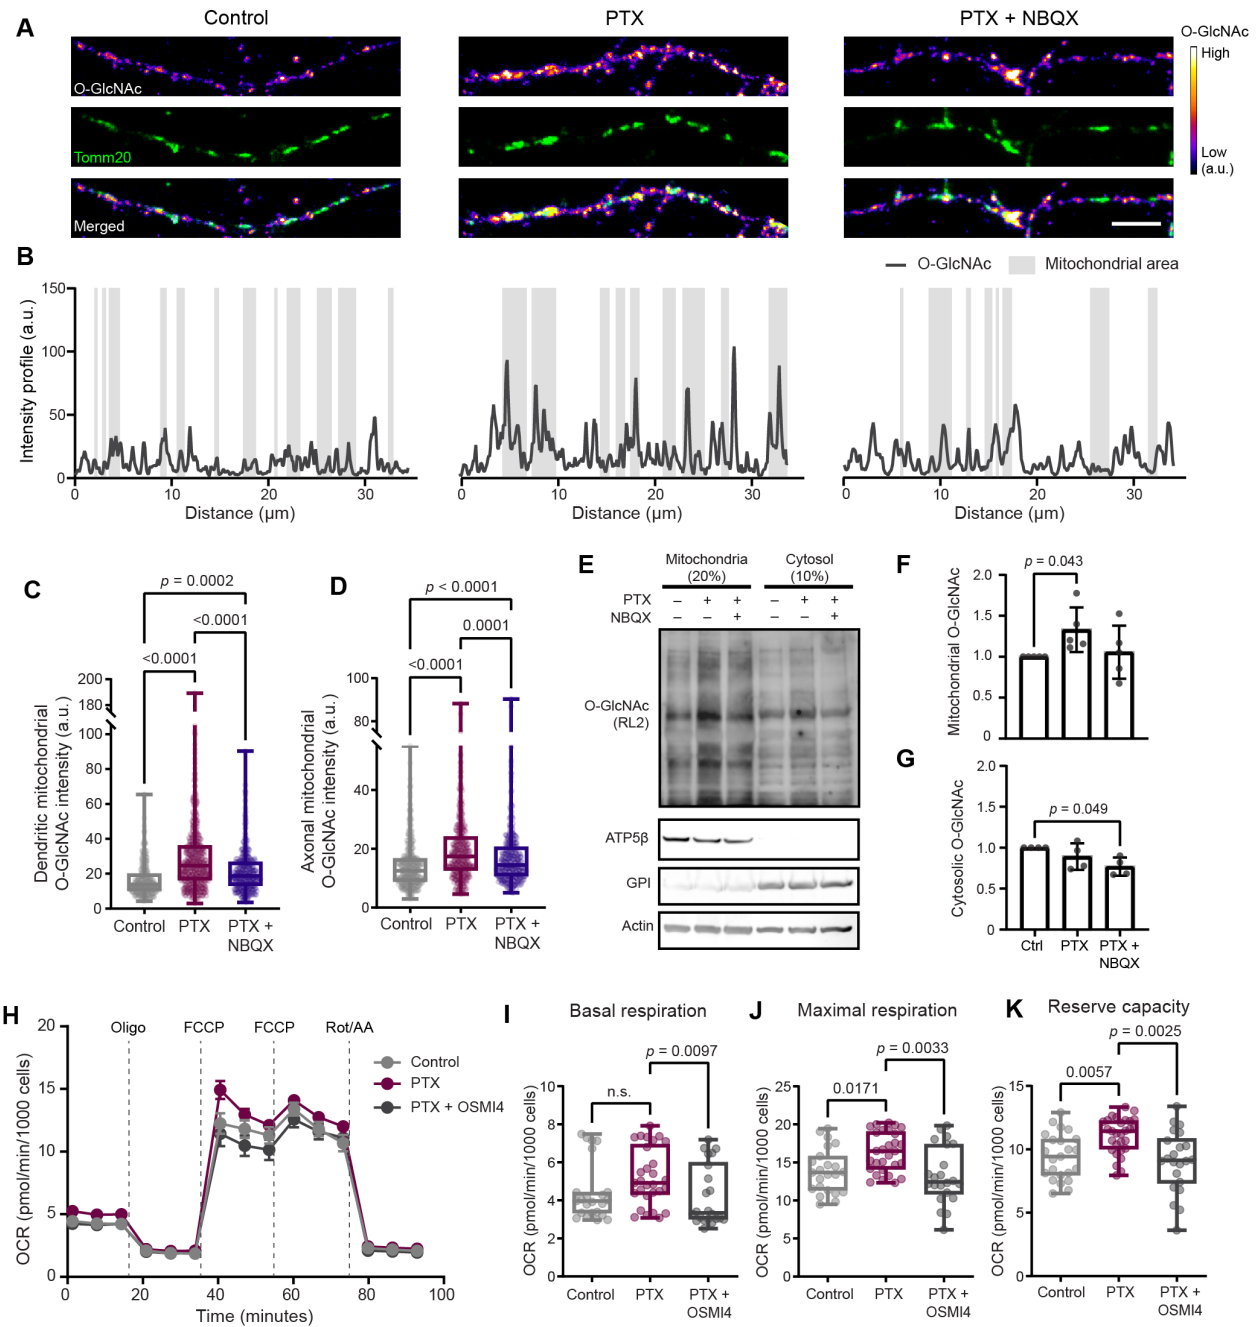 A
Control
PTX
PTX + NBQX
O-GlcNAc
High
Low
(a.u.)
O-GlcNAc
Tomm20
Merged
B
O-GlcNAc
Mitochondrial area
Intensity profile (a.u.)
150
100
50
0
0 10 20 30
Distance (µm)
0 10 20 30
Distance (µm)
0 10 20 30
Distance (µm)
C
p = 0.0002
<0.0001
<0.0001
Dendritic mitochondrial
O-GlcNAc intensity (a.u.)
200
180
100
80
60
40
20
0
Control
PTX
PTX +
NBQX
D
p < 0.0001
0.0001
<0.0001
Axonal mitochondrial
O-GlcNAc intensity (a.u.)
100
80
40
20
0
Control
PTX
PTX +
NBQX
E
Mitochondria
(20%)
Cytosol
(10%)
PTX – + + – + +
NBQX – – + – – +
O-GlcNAc
(RL2)
ATP5β
GPI
Actin
F
p = 0.043
Mitochondrial O-GlcNAc
2.0
1.5
1.0
0.5
0
G
p = 0.049
Cytosolic O-GlcNAc
2.0
1.5
1.0
0.5
0
Ctrl
PTX
PTX +
NBQX
H
Oligo
FCCP
FCCP
Rot/AA
Control
PTX
PTX + OSMI4
OCR (pmol/min/1000 cells)
20
15
10
5
0
0 20 40 60 80 100
Time (minutes)
I
Basal respiration
p = 0.0097
n.s.
OCR (pmol/min/1000 cells)
10
8
6
4
2
0
Control
PTX
PTX +
OSMI4
J
Maximal respiration
p = 0.0033
0.0171
OCR (pmol/min/1000 cells)
25
20
15
10
5
0
Control
PTX
PTX +
OSMI4
K
Reserve capacity
p = 0.0025
0.0057
OCR (pmol/min/1000 cells)
15
10
5
0
Control
PTX
PTX +
OSMI4